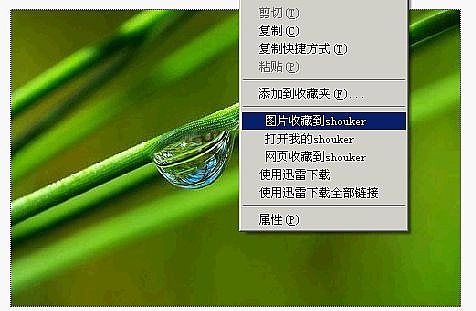 剪切(T)
复制(C)
复制快捷方式(T)
粘贴(P)
添加到收藏夹(F)...
图片收藏到shouker
打开我的shouker
网页收藏到shouker
使用迅雷下载
使用迅雷下载全部链接
属性(P)